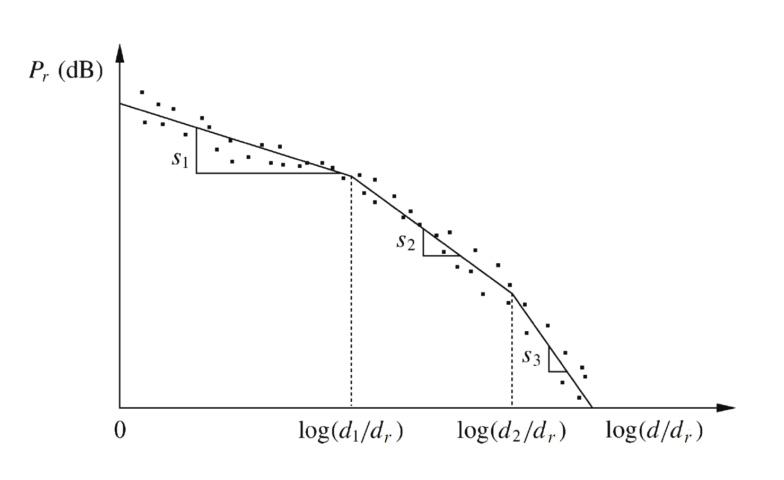 P_r (dB)
s_1
s_2
s_3
0
log(d_1/d_r)
log(d_2/d_r)
log(d/d_r)